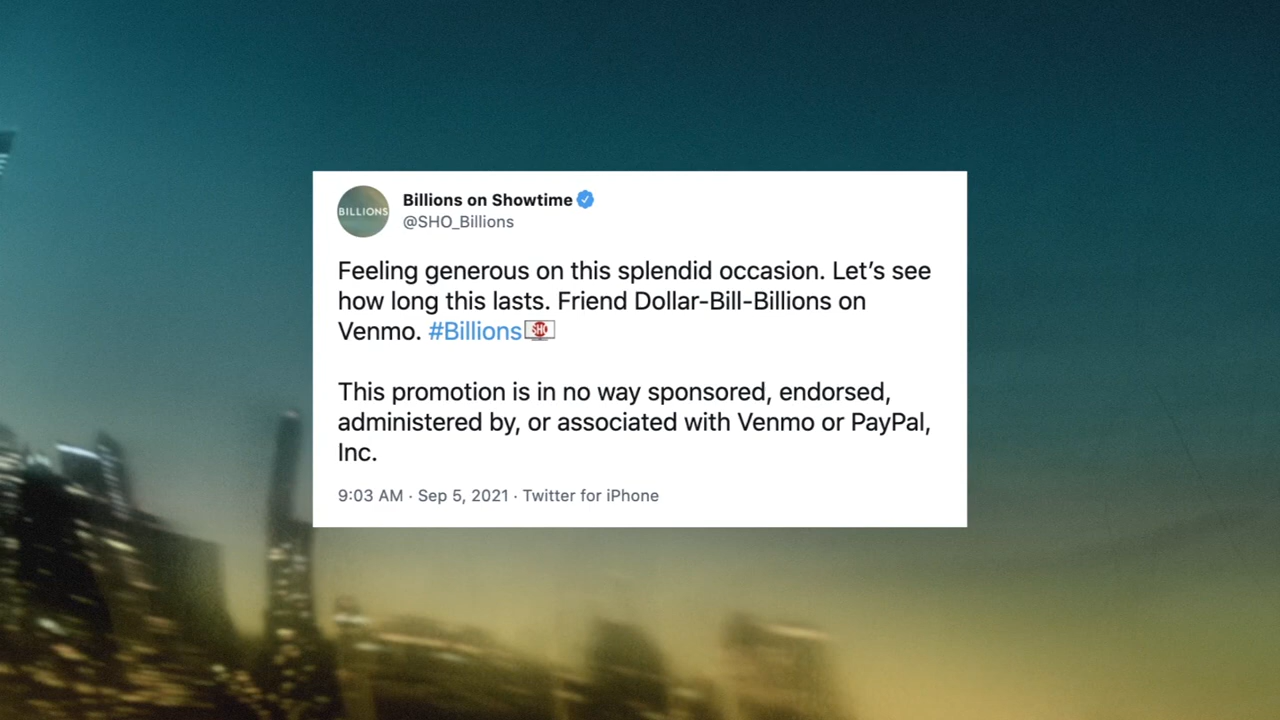 BILLIONS
Billions on Showtime
@SHO_Billions
Feeling generous on this splendid occasion. Let’s see
how long this lasts. Friend Dollar-Bill-Billions on
Venmo. #Billions SHO
This promotion is in no way sponsored, endorsed,
administered by, or associated with Venmo or PayPal,
Inc.
9:03 AM · Sep 5, 2021 · Twitter for iPhone